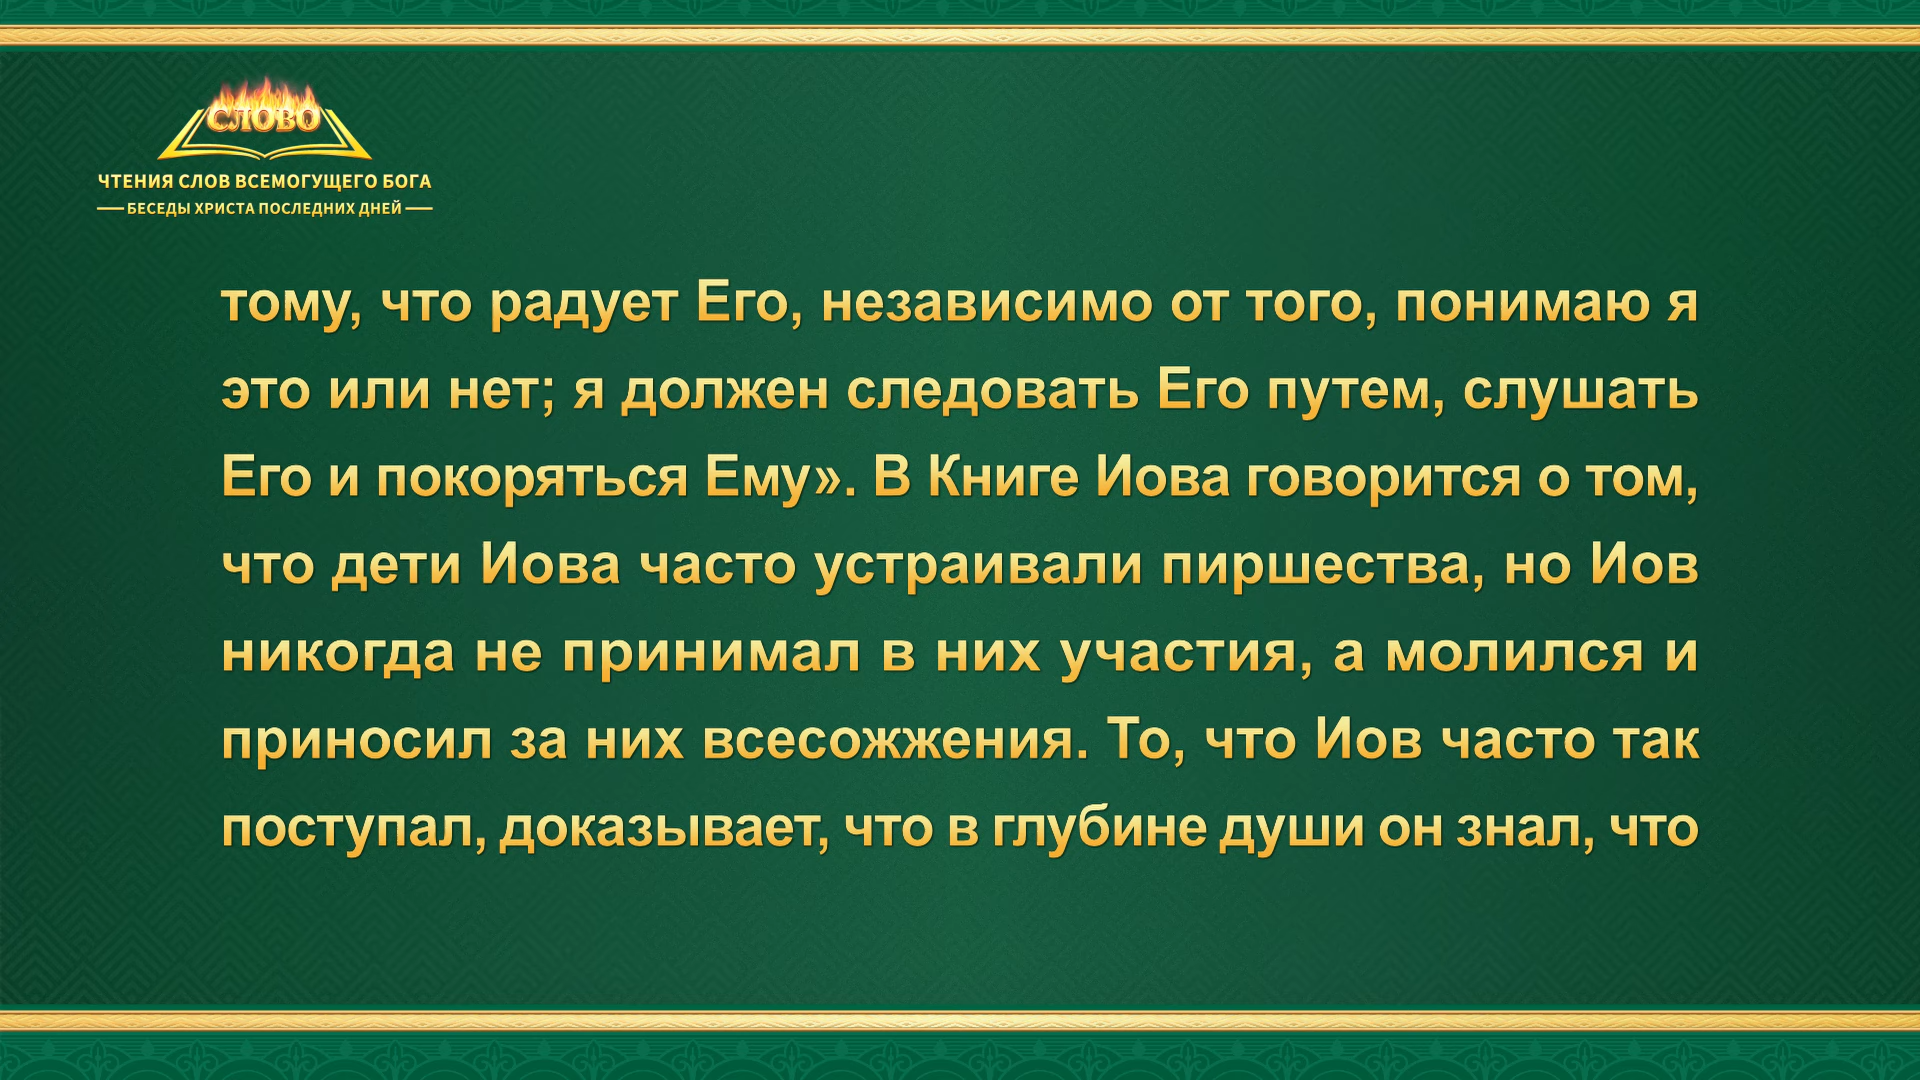 СЛОВО
ЧТЕНИЯ СЛОВ ВСЕМОГУЩЕГО БОГА
БЕСЕДЫ ХРИСТА ПОСЛЕДНИХ ДНЕЙ
тому, что радует Его, независимо от того, понимаю я
это или нет; я должен следовать Его путем, слушать
Его и покоряться Ему». В Книге Иова говорится о том,
что дети Иова часто устраивали пиршества, но Иов
никогда не принимал в них участия, а молился и
приносил за них всесожжения. То, что Иов часто так
поступал, доказывает, что в глубине души он знал, что